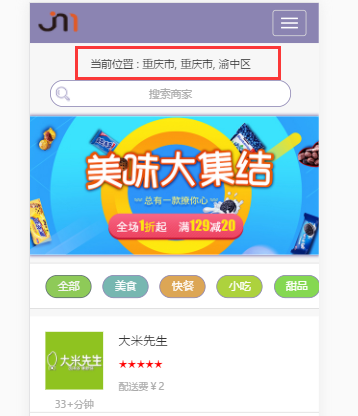 当前位置 : 重庆市, 重庆市, 渝中区
搜索商家
美味大集结
总有一款撩你心
全场1折起 满129减20
全部 美食 快餐 小吃 甜品
大米先生
大米先生
★★★★★
配送费 ¥ 2
33+分钟